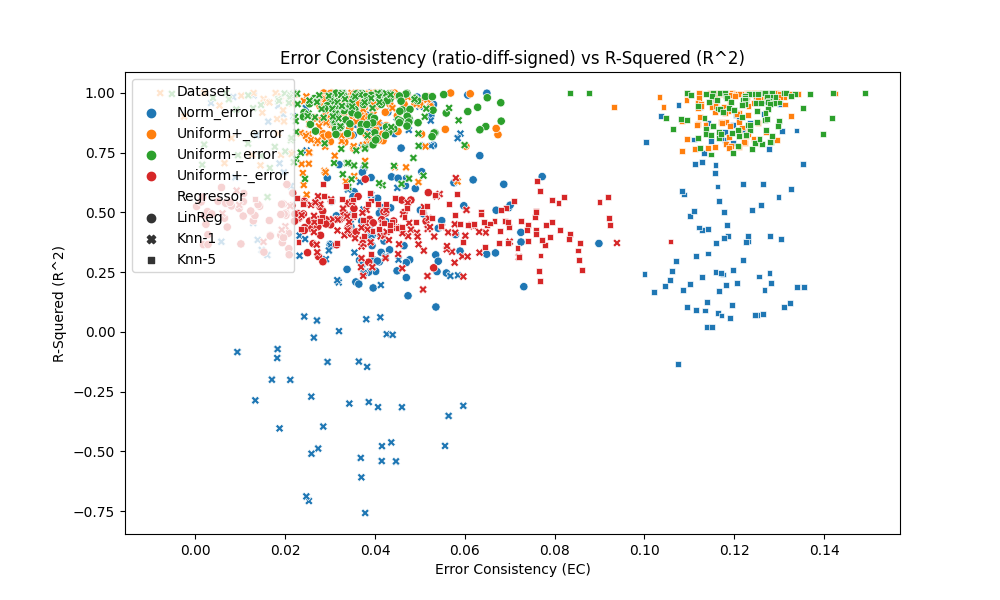 Error Consistency (ratio-diff-signed) vs R-Squered (R^2)
R-Squered (R^2)
1.00
0.75
0.50
0.25
0.00
−0.25
−0.50
−0.75
Dataset
Norm_error
Uniform+_error
Uniform-_error
Uniform+-_error
Regressor
LinReg
Knn-1
Knn-5
0.00 0.02 0.04 0.06 0.08 0.10 0.12 0.14
Error Consistency (EC)